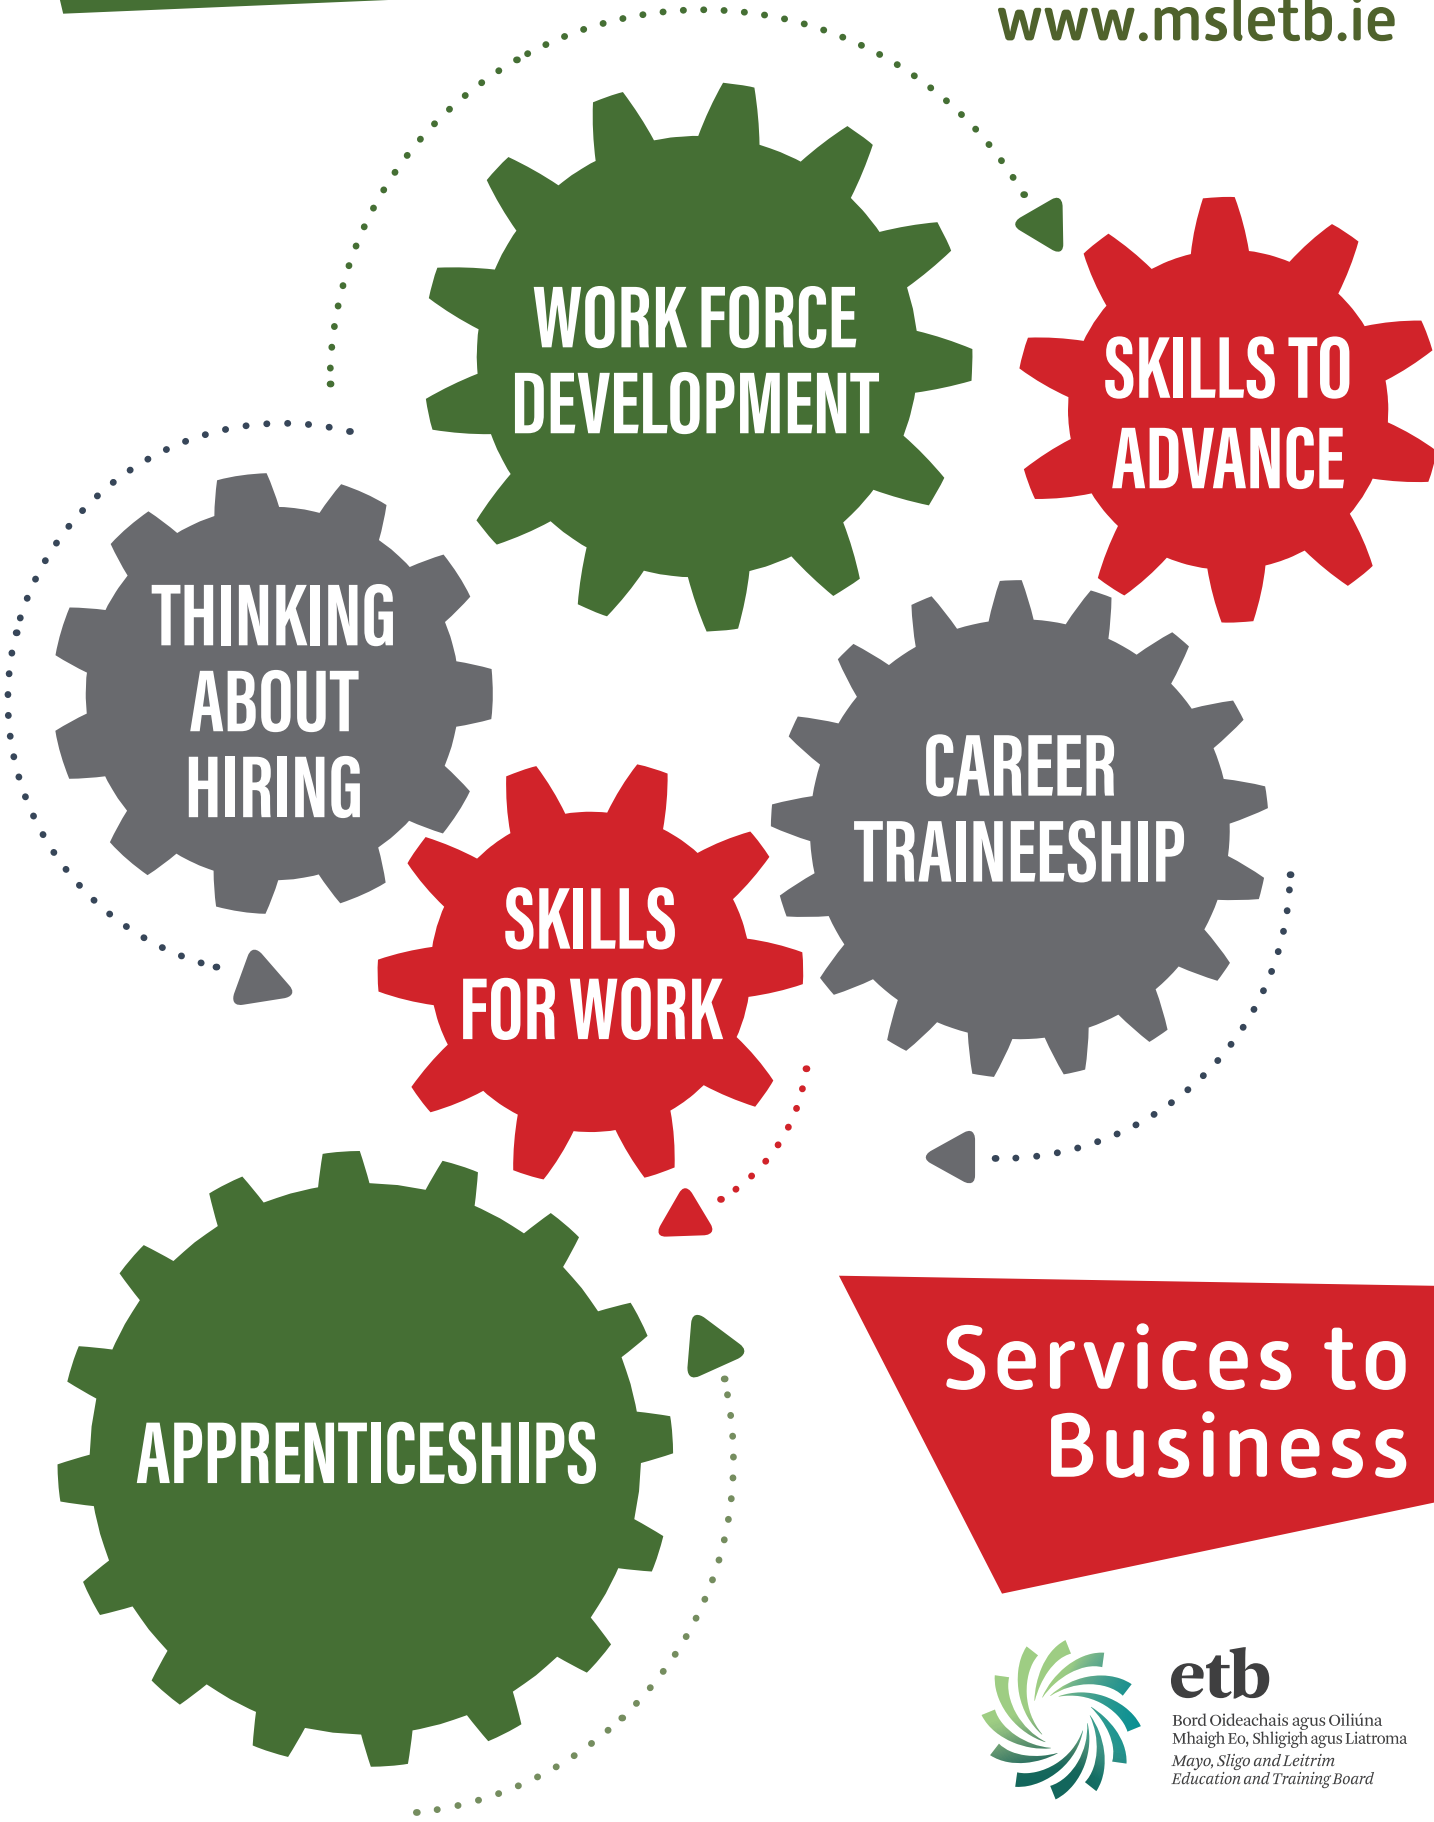 www.msletb.ie
WORK FORCE
DEVELOPMENT
SKILLS TO
ADVANCE
THINKING
ABOUT
HIRING
CAREER
TRAINEESHIP
SKILLS
FOR WORK
APPRENTICESHIPS
Services to
Business
etb
Bord Oideachais agus Oiliúna
Mhaigh Eo, Shligigh agus Liatroma
Mayo, Sligo and Leitrim
Education and Training Board